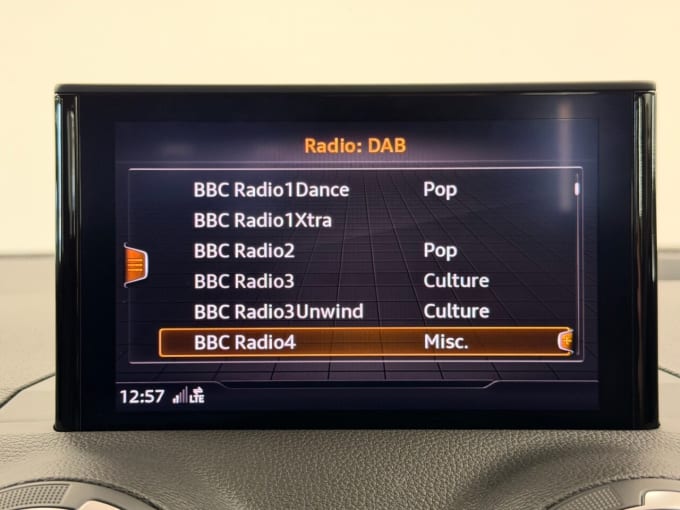 Radio: DAB
BBC Radio1Dance Pop
BBC Radio1Xtra
BBC Radio2 Pop
BBC Radio3 Culture
BBC Radio3Unwind Culture
BBC Radio4 Misc.
12:57 LTE